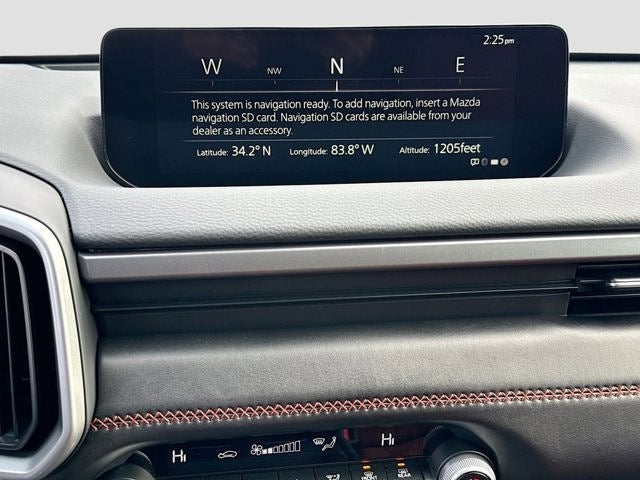 2:25pm
W NW N NE E
This system is navigation ready. To add navigation, insert a Mazda
navigation SD card. Navigation SD cards are available from your
dealer as an accessory.
Latitude: 34.2° N Longitude: 83.8° W Altitude: 1205feet
HI HI
FRONT REAR